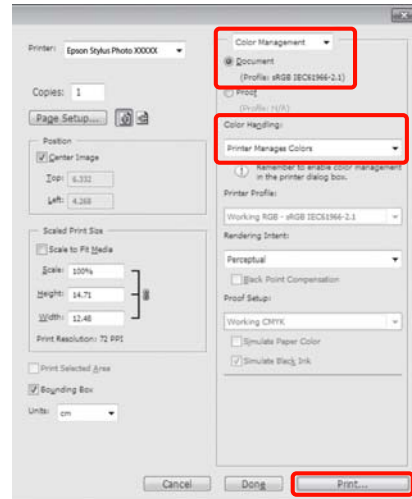 Printer: Epson Stylus Photo XXXXX
Copies: 1
Page Setup...
Position
Center Image
Top: 6.332
Left: 4.268
Scaled Print Size
Scale to Fit Media
Scale: 100%
Height: 14.71
Width: 12.48
Print Resolution: 72 PPI
Print Selected Area
Bounding Box
Units: cm
Color Management
Document
(Profile: sRGB IEC61966-2.1)
Proof
(Profile: N/A)
Color Handling:
Printer Manages Colors
Remember to enable color management
in the printer dialog box.
Printer Profile:
Working RGB - sRGB IEC61966-2.1
Rendering Intent:
Perceptual
Black Point Compensation
Proof Setup:
Working CMYK
Simulate Paper Color
Simulate Black Ink
Cancel
Done
Print...